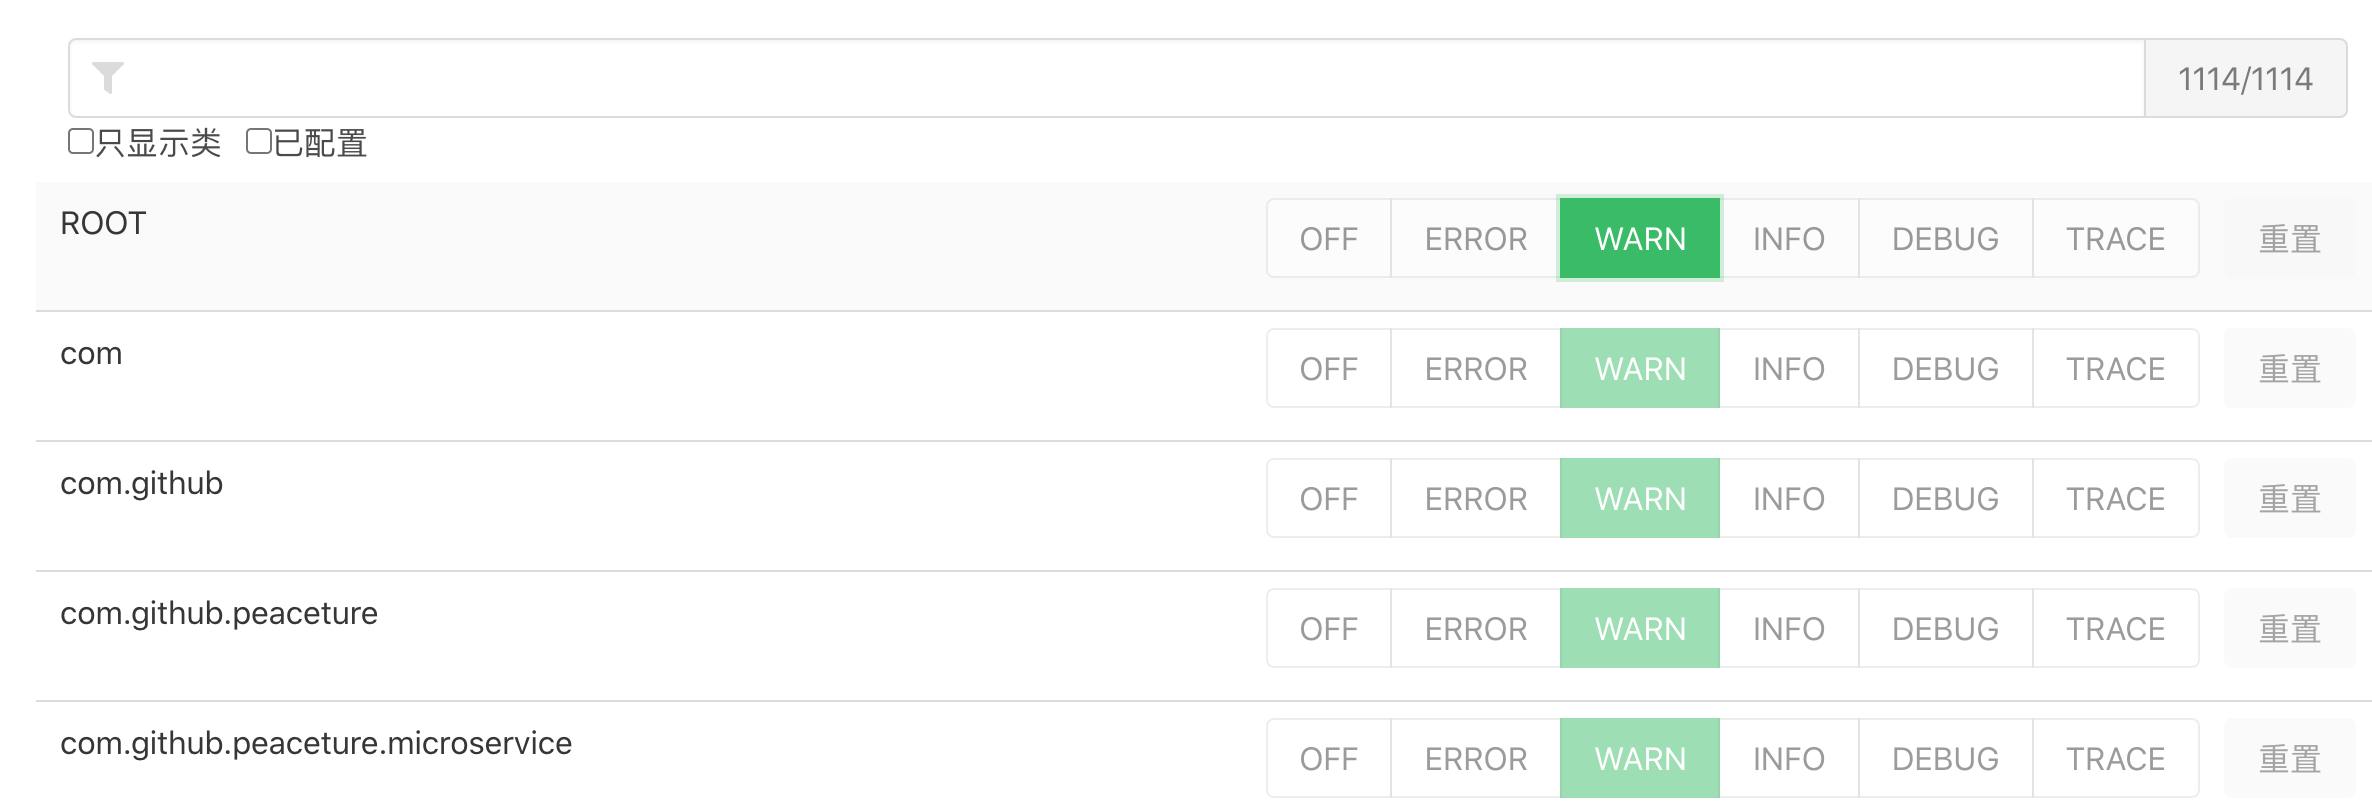 1114/1114
只显示类 已配置
ROOT OFF ERROR WARN INFO DEBUG TRACE 重置
com OFF ERROR WARN INFO DEBUG TRACE 重置
com.github OFF ERROR WARN INFO DEBUG TRACE 重置
com.github.peaceture OFF ERROR WARN INFO DEBUG TRACE 重置
com.github.peaceture.microservice OFF ERROR WARN INFO DEBUG TRACE 重置